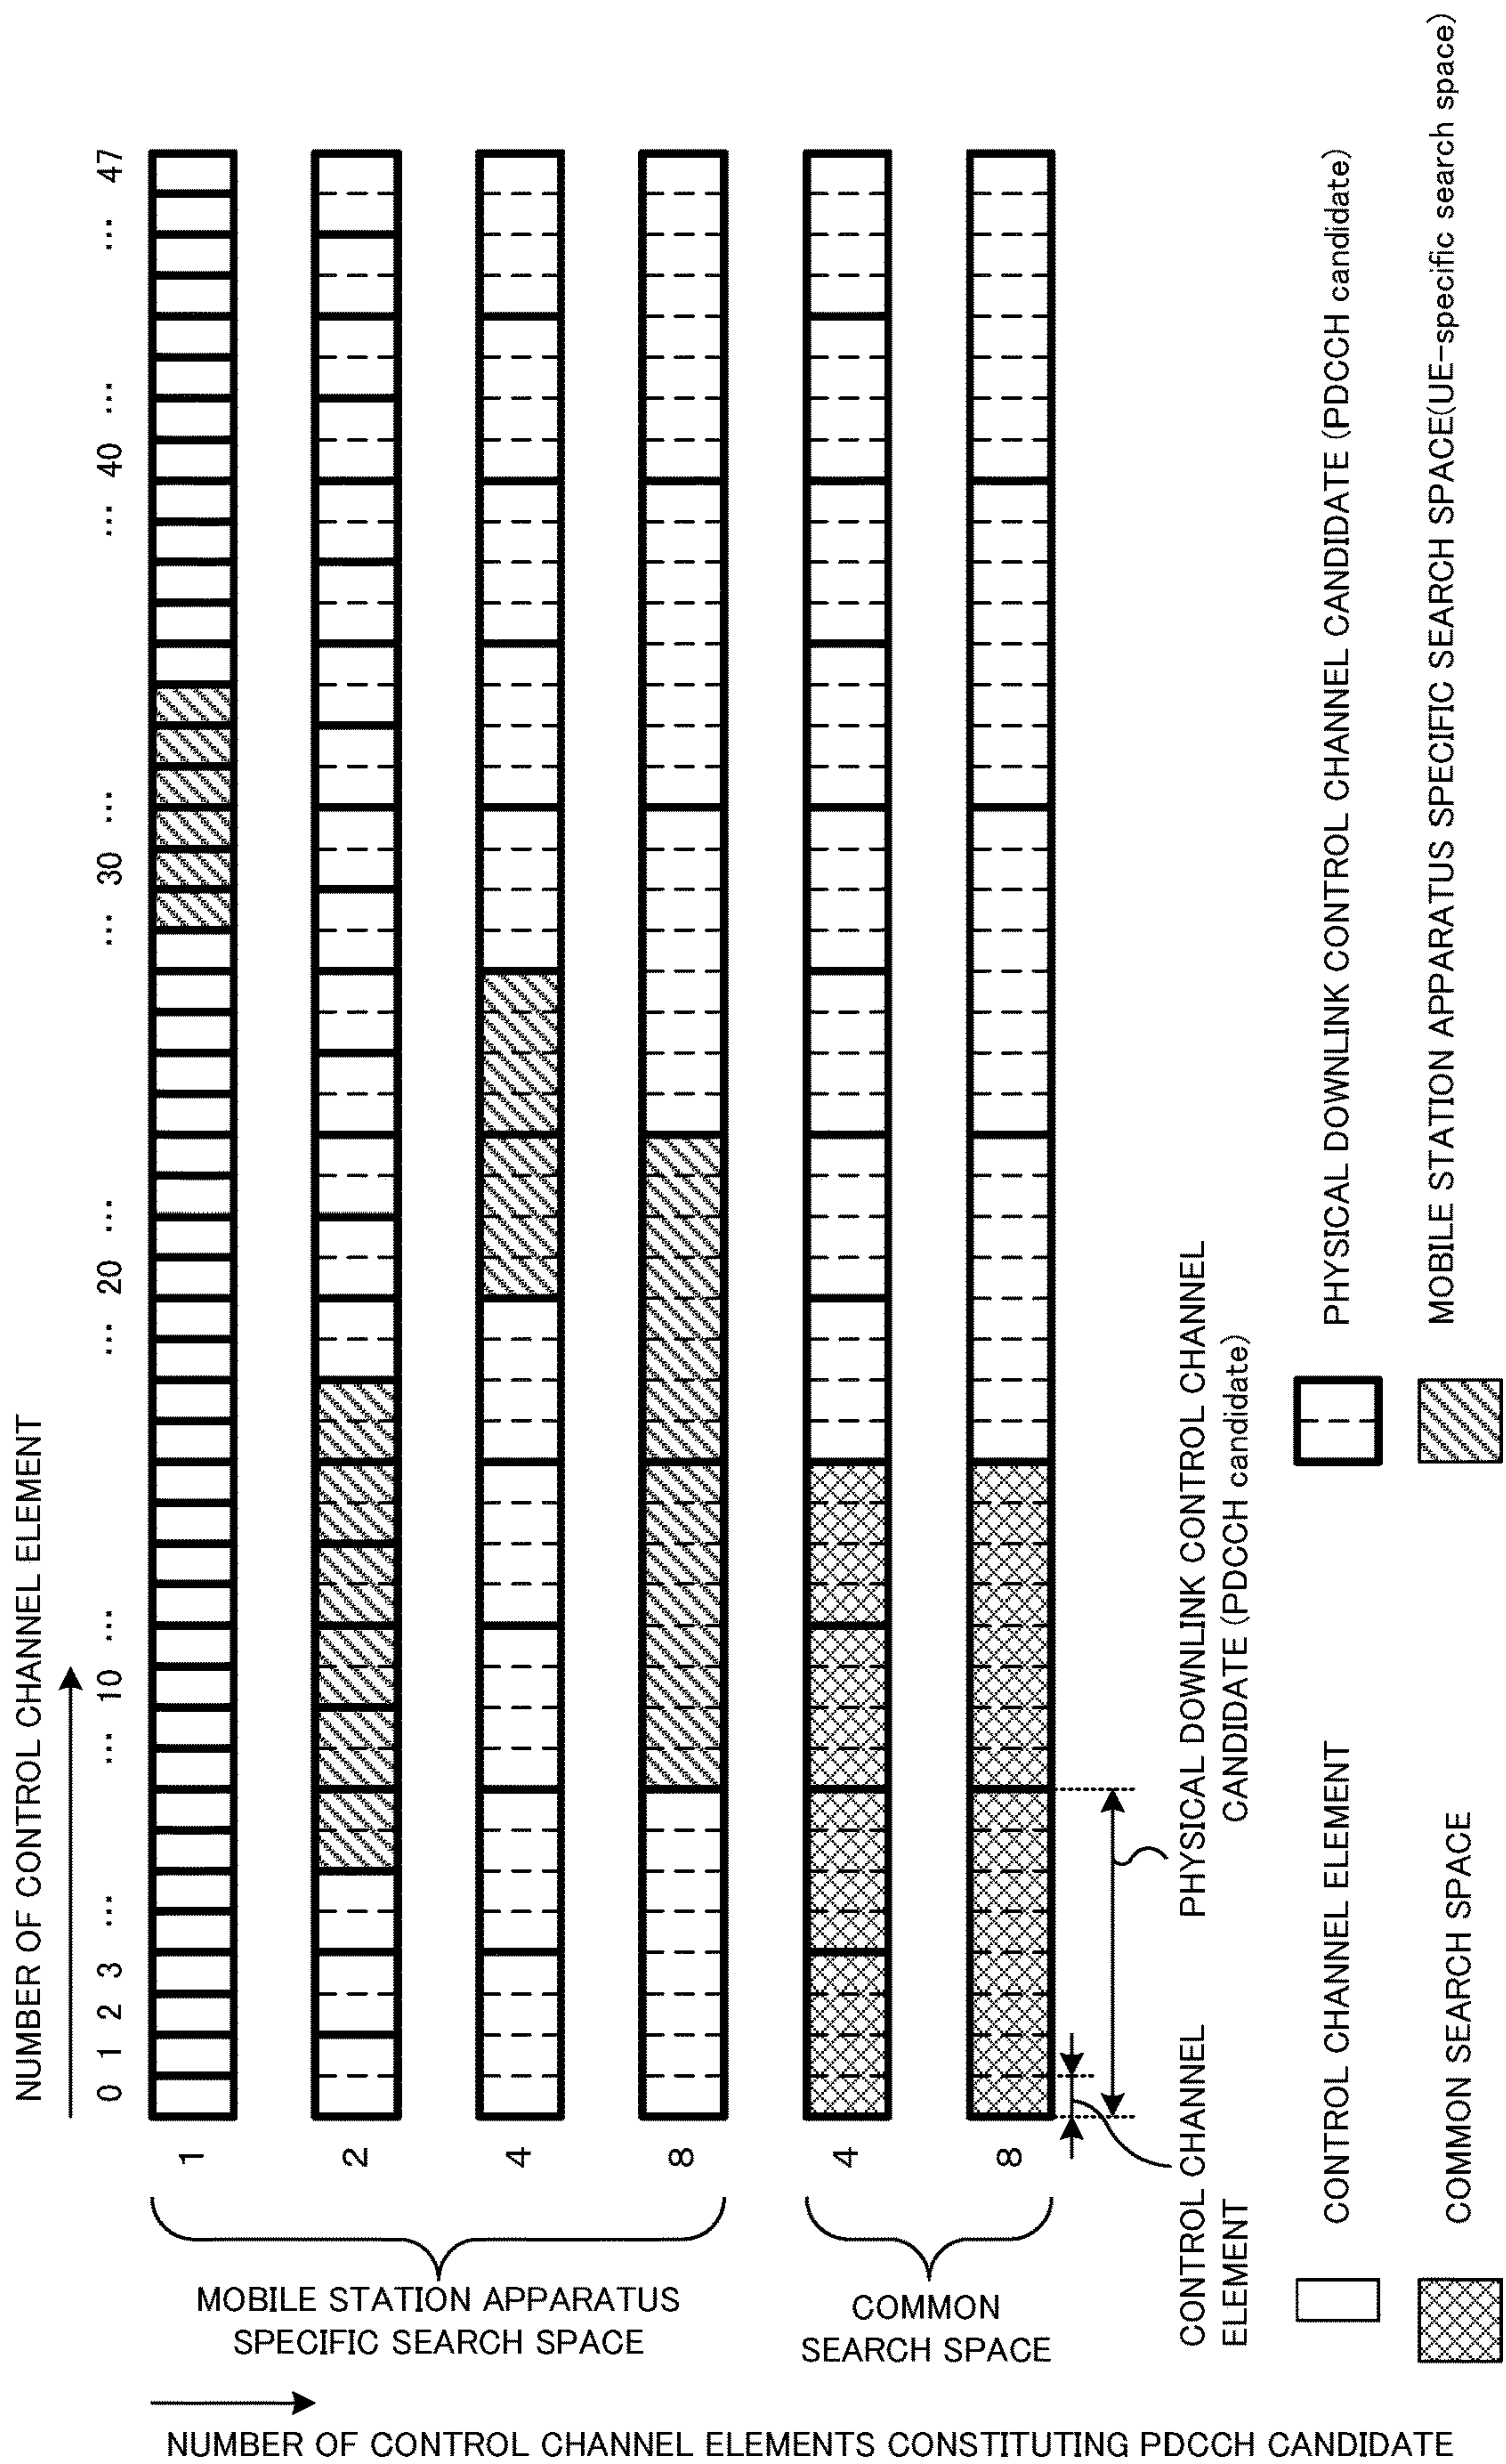 NUMBER OF CONTROL CHANNEL ELEMENT
0 1 2 3 ... ... 10 ... ... 20 ... ... 30 ... ... 40 ... ... 47
1
2
4
8
4
8
MOBILE STATION APPARATUS
SPECIFIC SEARCH SPACE
COMMON
SEARCH SPACE
NUMBER OF CONTROL CHANNEL ELEMENTS CONSTITUTING PDCCH CANDIDATE
CONTROL CHANNEL
ELEMENT
PHYSICAL DOWNLINK CONTROL CHANNEL
CANDIDATE (PDCCH candidate)
CONTROL CHANNEL ELEMENT
PHYSICAL DOWNLINK CONTROL CHANNEL CANDIDATE (PDCCH candidate)
COMMON SEARCH SPACE
MOBILE STATION APPARATUS SPECIFIC SEARCH SPACE(UE-specific search space)